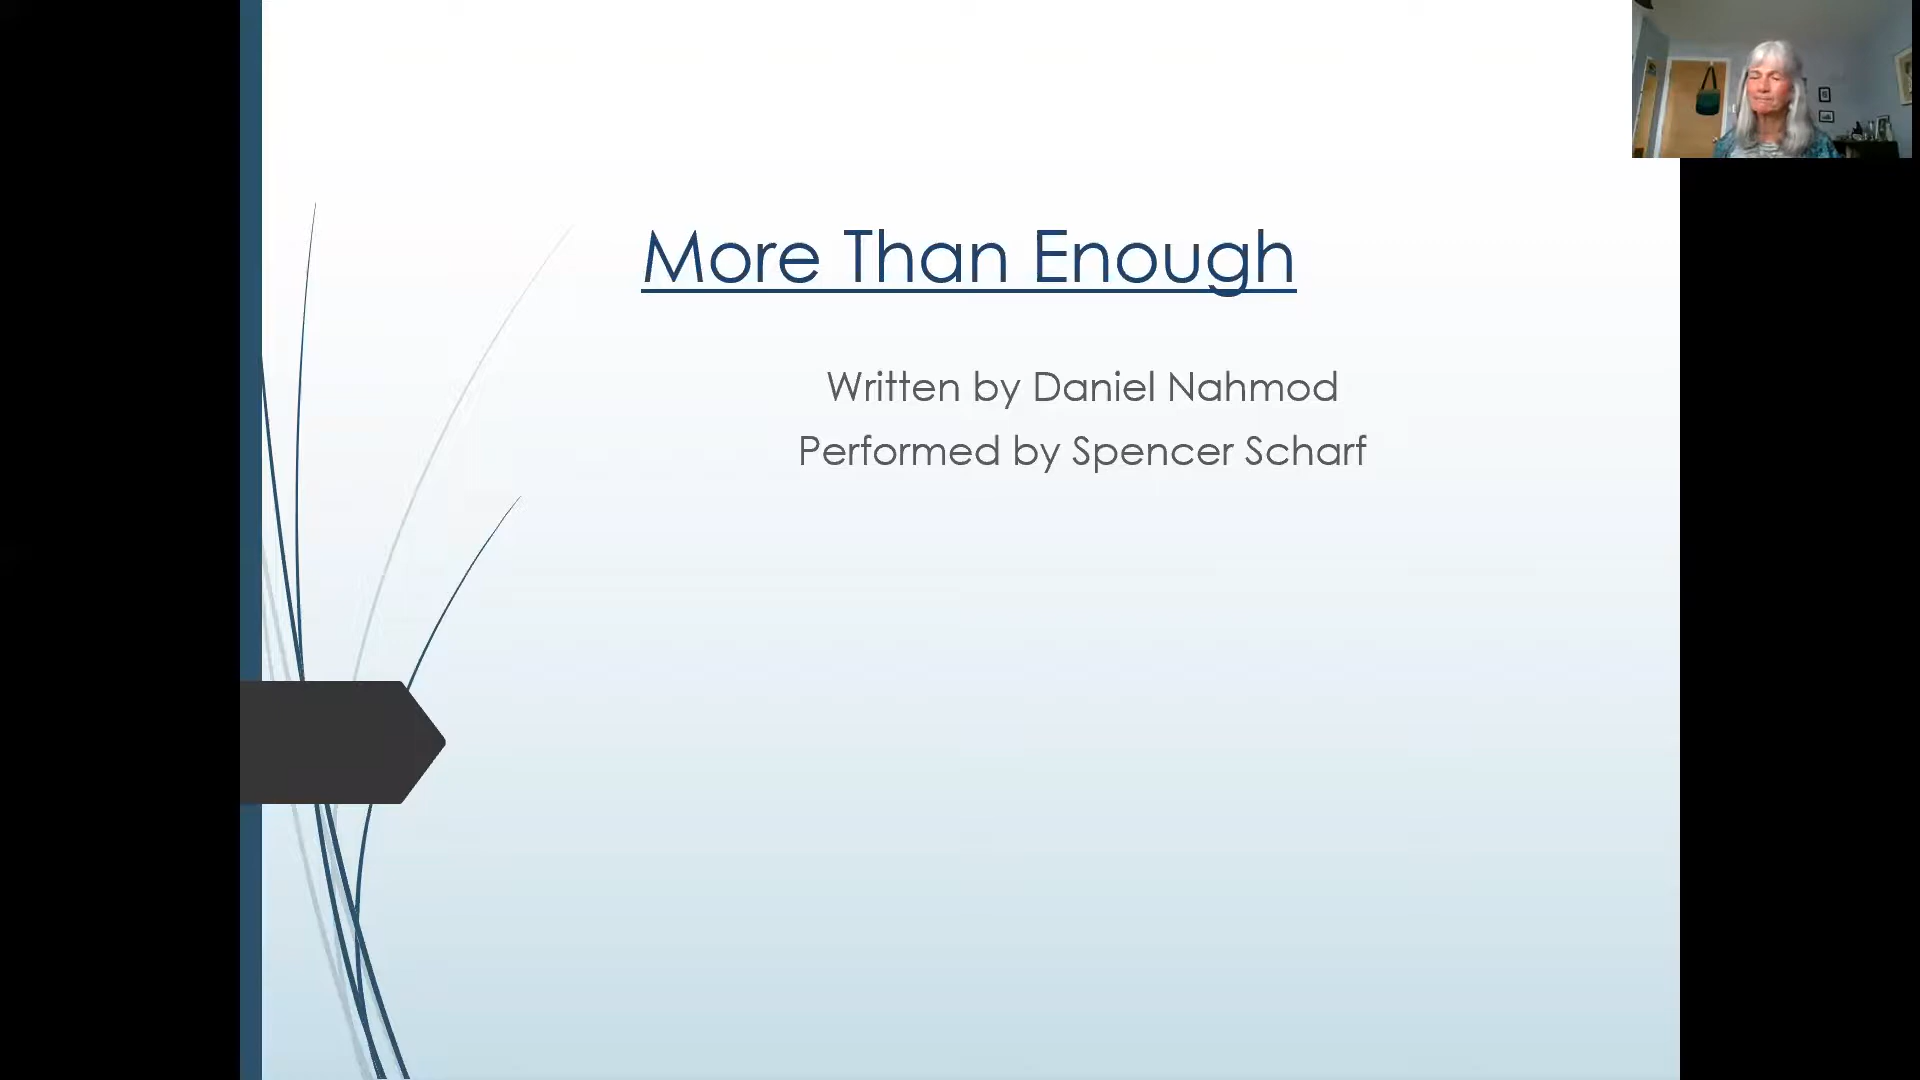 More Than Enough
Written by Daniel Nahmod
Performed by Spencer Scharf